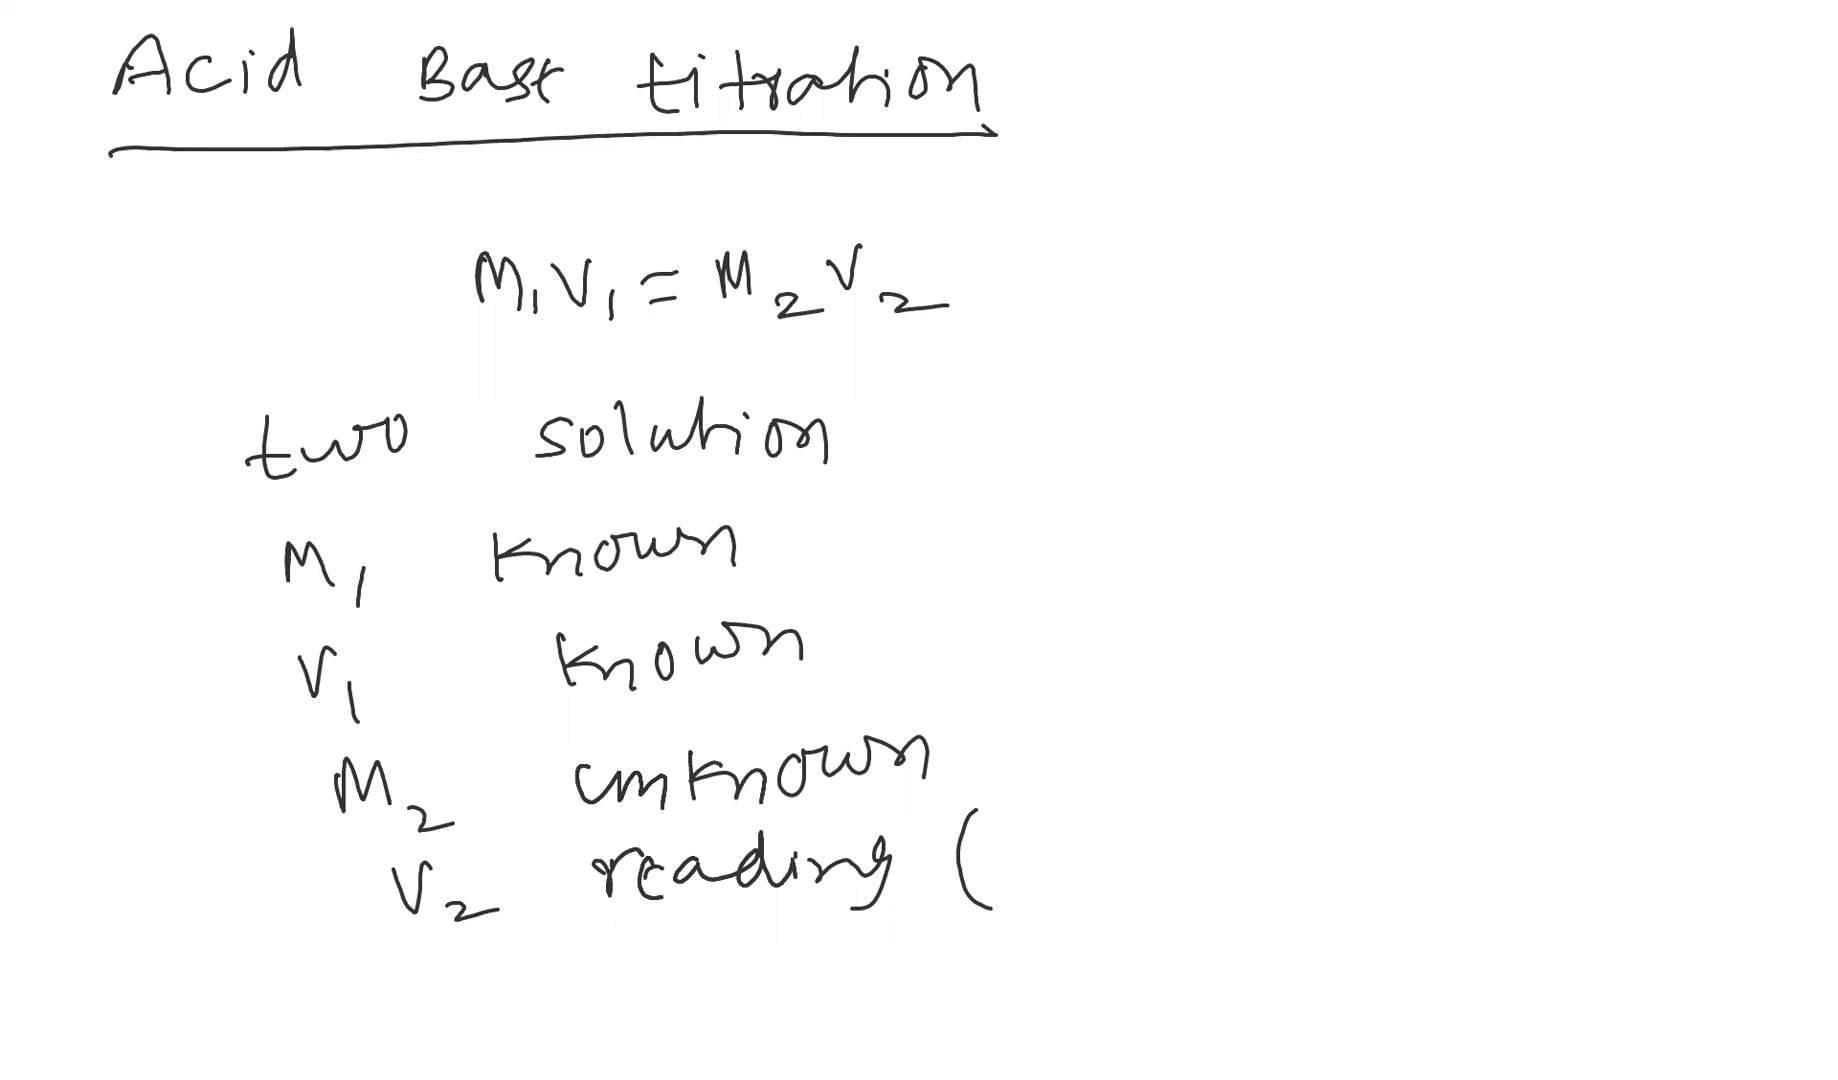 Acid Base titration
M₁V₁ = M₂V₂
two solution
M₁ known
V₁ known
M₂ unknown
V₂ reading (